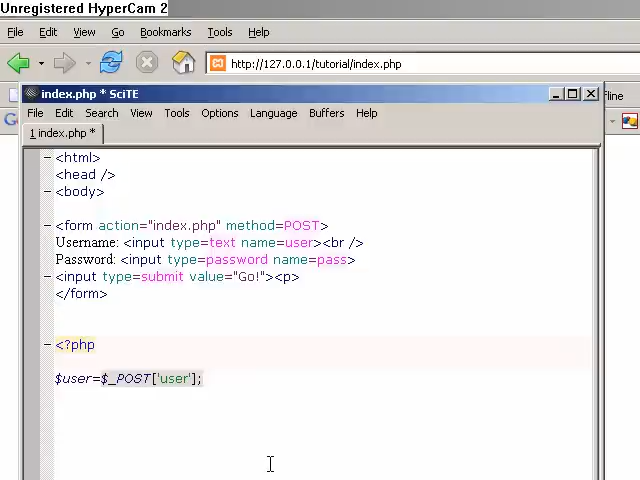 Unregistered HyperCam 2
File Edit View Go Bookmarks Tools Help
http://127.0.0.1/tutorial/index.php
index.php * SciTE
File Edit Search View Tools Options Language Buffers Help
fline
1 index.php *
<html>
<head />
<body>
<form action="index.php" method=POST>
Username: <input type=text name=user><br />
Password: <input type=password name=pass>
<input type=submit value="Go!"><p>
</form>
<?php
$user=$_POST['user'];